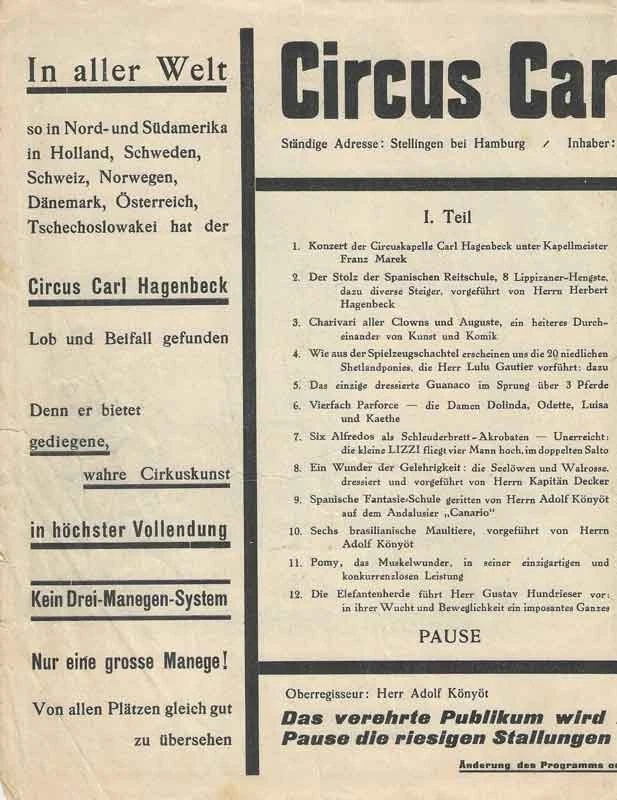 In aller Welt
so in Nord- und Südamerika
in Holland, Schweden,
Schweiz, Norwegen,
Dänemark, Österreich,
Tschechoslowakei hat der
Circus Carl Hagenbeck
Lob und Beifall gefunden
Denn er bietet
gediegene,
wahre Cirkuskunst
in höchster Vollendung
Kein Drei-Manegen-System
Nur eine grosse Manege!
Von allen Plätzen gleich gut
zu übersehen
Circus Car
Ständige Adresse: Stellingen bei Hamburg / Inhaber:
I. Teil
1. Konzert der Circuskapelle Carl Hagenbeck unter Kapellmeister
Franz Marek
2. Der Stolz der Spanischen Reitschule, 8 Lippizaner-Hengste,
dazu diverse Steiger, vorgeführt von Herrn Herbert
Hagenbeck
3. Charivari aller Clowns und Auguste, ein heiteres Durch-
einander von Kunst und Komik
4. Wie aus der Spielzeugschachtel erscheinen uns die 20 niedlichen
Shetlandponies, die Herr Lulu Gautier vorführt: dazu
5. Das einzige dressierte Guanaco im Sprung über 3 Pferde
6. Vierfach Parforce — die Damen Dolinda, Odette, Luisa
und Kaethe
7. Six Alfredos als Schleuderbrett-Akrobaten — Unerreicht:
die kleine LIZZI fliegt vier Mann hoch, im doppelten Salto
8. Ein Wunder der Gelehrigkeit: die Seelöwen und Walrosse,
dressiert und vorgeführt von Herrn Kapitän Decker
9. Spanische Fantasie-Schule geritten von Herrn Adolf Könyöt
auf dem Andalusier „Canario"
10. Sechs brasilianische Maultiere, vorgeführt von Herrn
Adolf Könyöt
11. Pomy, das Muskelwunder, in seiner einzigartigen und
konkurrenzlosen Leistung
12. Die Elefantenherde führt Herr Gustav Hundrieser vor:
in ihrer Wucht und Beweglichkeit ein imposantes Ganzes
PAUSE
Oberregisseur: Herr Adolf Könyöt
Das verehrte Publikum wird
Pause die riesigen Stallungen
Änderung des Programms